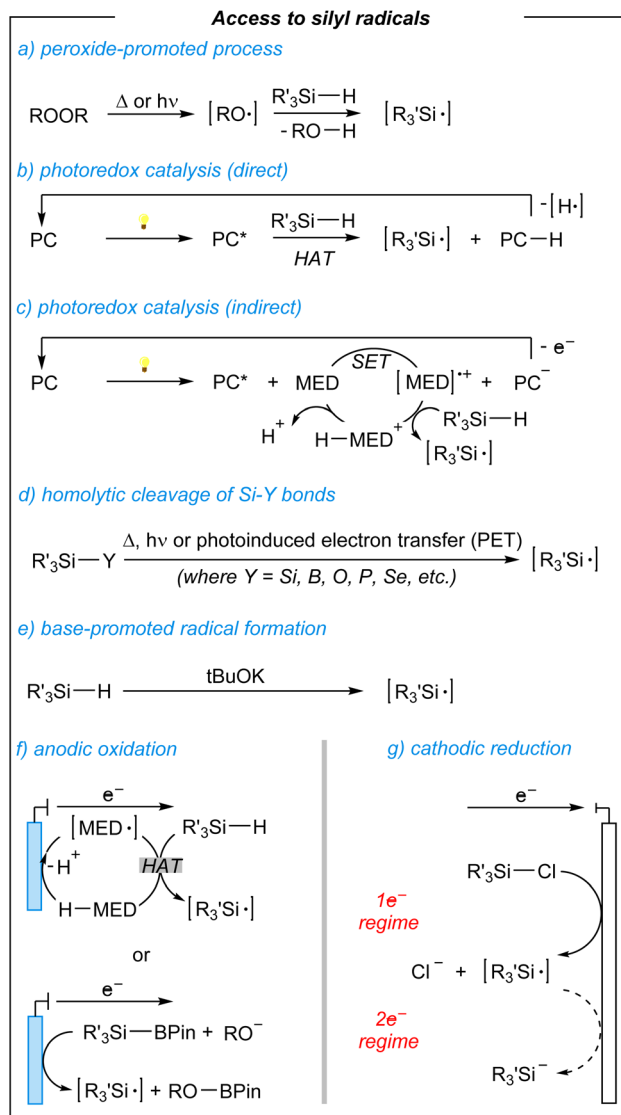 Access to silyl radicals
a) peroxide-promoted process
ROOR Δ or hν [RO·] R'₃Si—H - RO—H [R₃'Si·]
b) photoredox catalysis (direct)
- [H·]
PC PC* R'₃Si—H HAT [R₃'Si·] + PC—H
c) photoredox catalysis (indirect)
- e⁻
PC PC* + MED SET [MED]•+ + PC⁻
H⁺ H—MED⁺ R'₃Si—H
[R₃'Si·]
d) homolytic cleavage of Si-Y bonds
R'₃Si—Y Δ, hν or photoinduced electron transfer (PET) [R₃'Si·]
(where Y = Si, B, O, P, Se, etc.)
e) base-promoted radical formation
R'₃Si—H tBuOK [R₃'Si·]
f) anodic oxidation
e⁻
[MED·] R'₃Si—H
-H⁺ HAT
H—MED [R₃'Si·]
or
e⁻
R'₃Si—BPin + RO⁻
[R₃'Si·] + RO—BPin
g) cathodic reduction
e⁻
R'₃Si—Cl
1e⁻
regime
Cl⁻ + [R₃'Si·]
2e⁻
regime
R₃'Si⁻